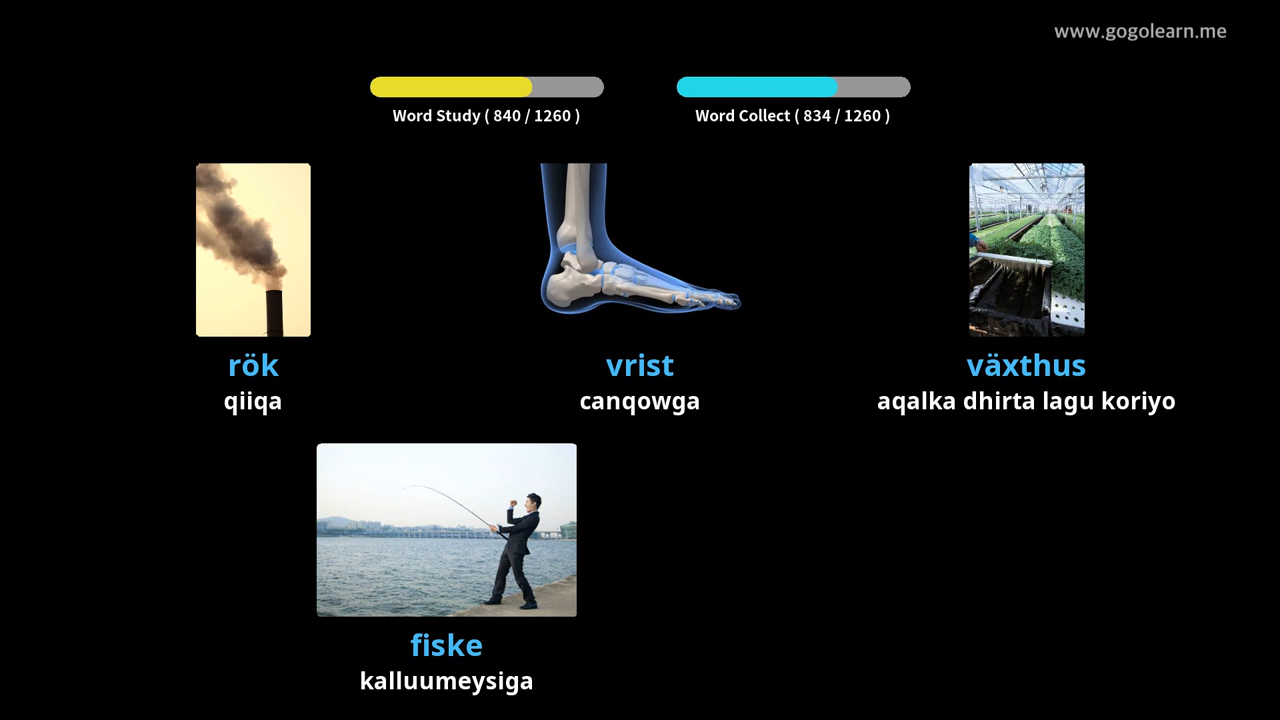 www.gogolearn.me
Word Study ( 840 / 1260 )
Word Collect ( 834 / 1260 )
rök
qiiqa
vrist
canqowga
växthus
aqalka dhirta lagu koriyo
fiske
kalluumeysiga